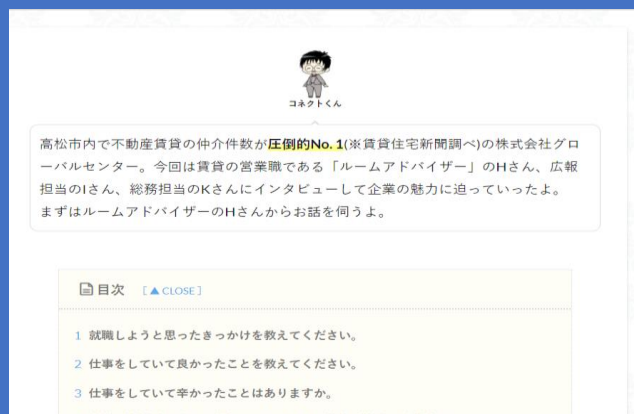 コネクトくん
高松市内で不動産賃貸の仲介件数が圧倒的No. 1(※賃貸住宅新聞調べ)の株式会社グロ
ーバルセンター。今回は賃貸の営業職である「ルームアドバイザー」のHさん、広報
担当のIさん、総務担当のKさんにインタビューして企業の魅力に迫っていったよ。
まずはルームアドバイザーのHさんからお話を伺うよ。
目次 [▲ CLOSE]
1 就職しようと思ったきっかけを教えてください。
2 仕事をしていて良かったことを教えてください。
3 仕事をしていて辛かったことはありますか。